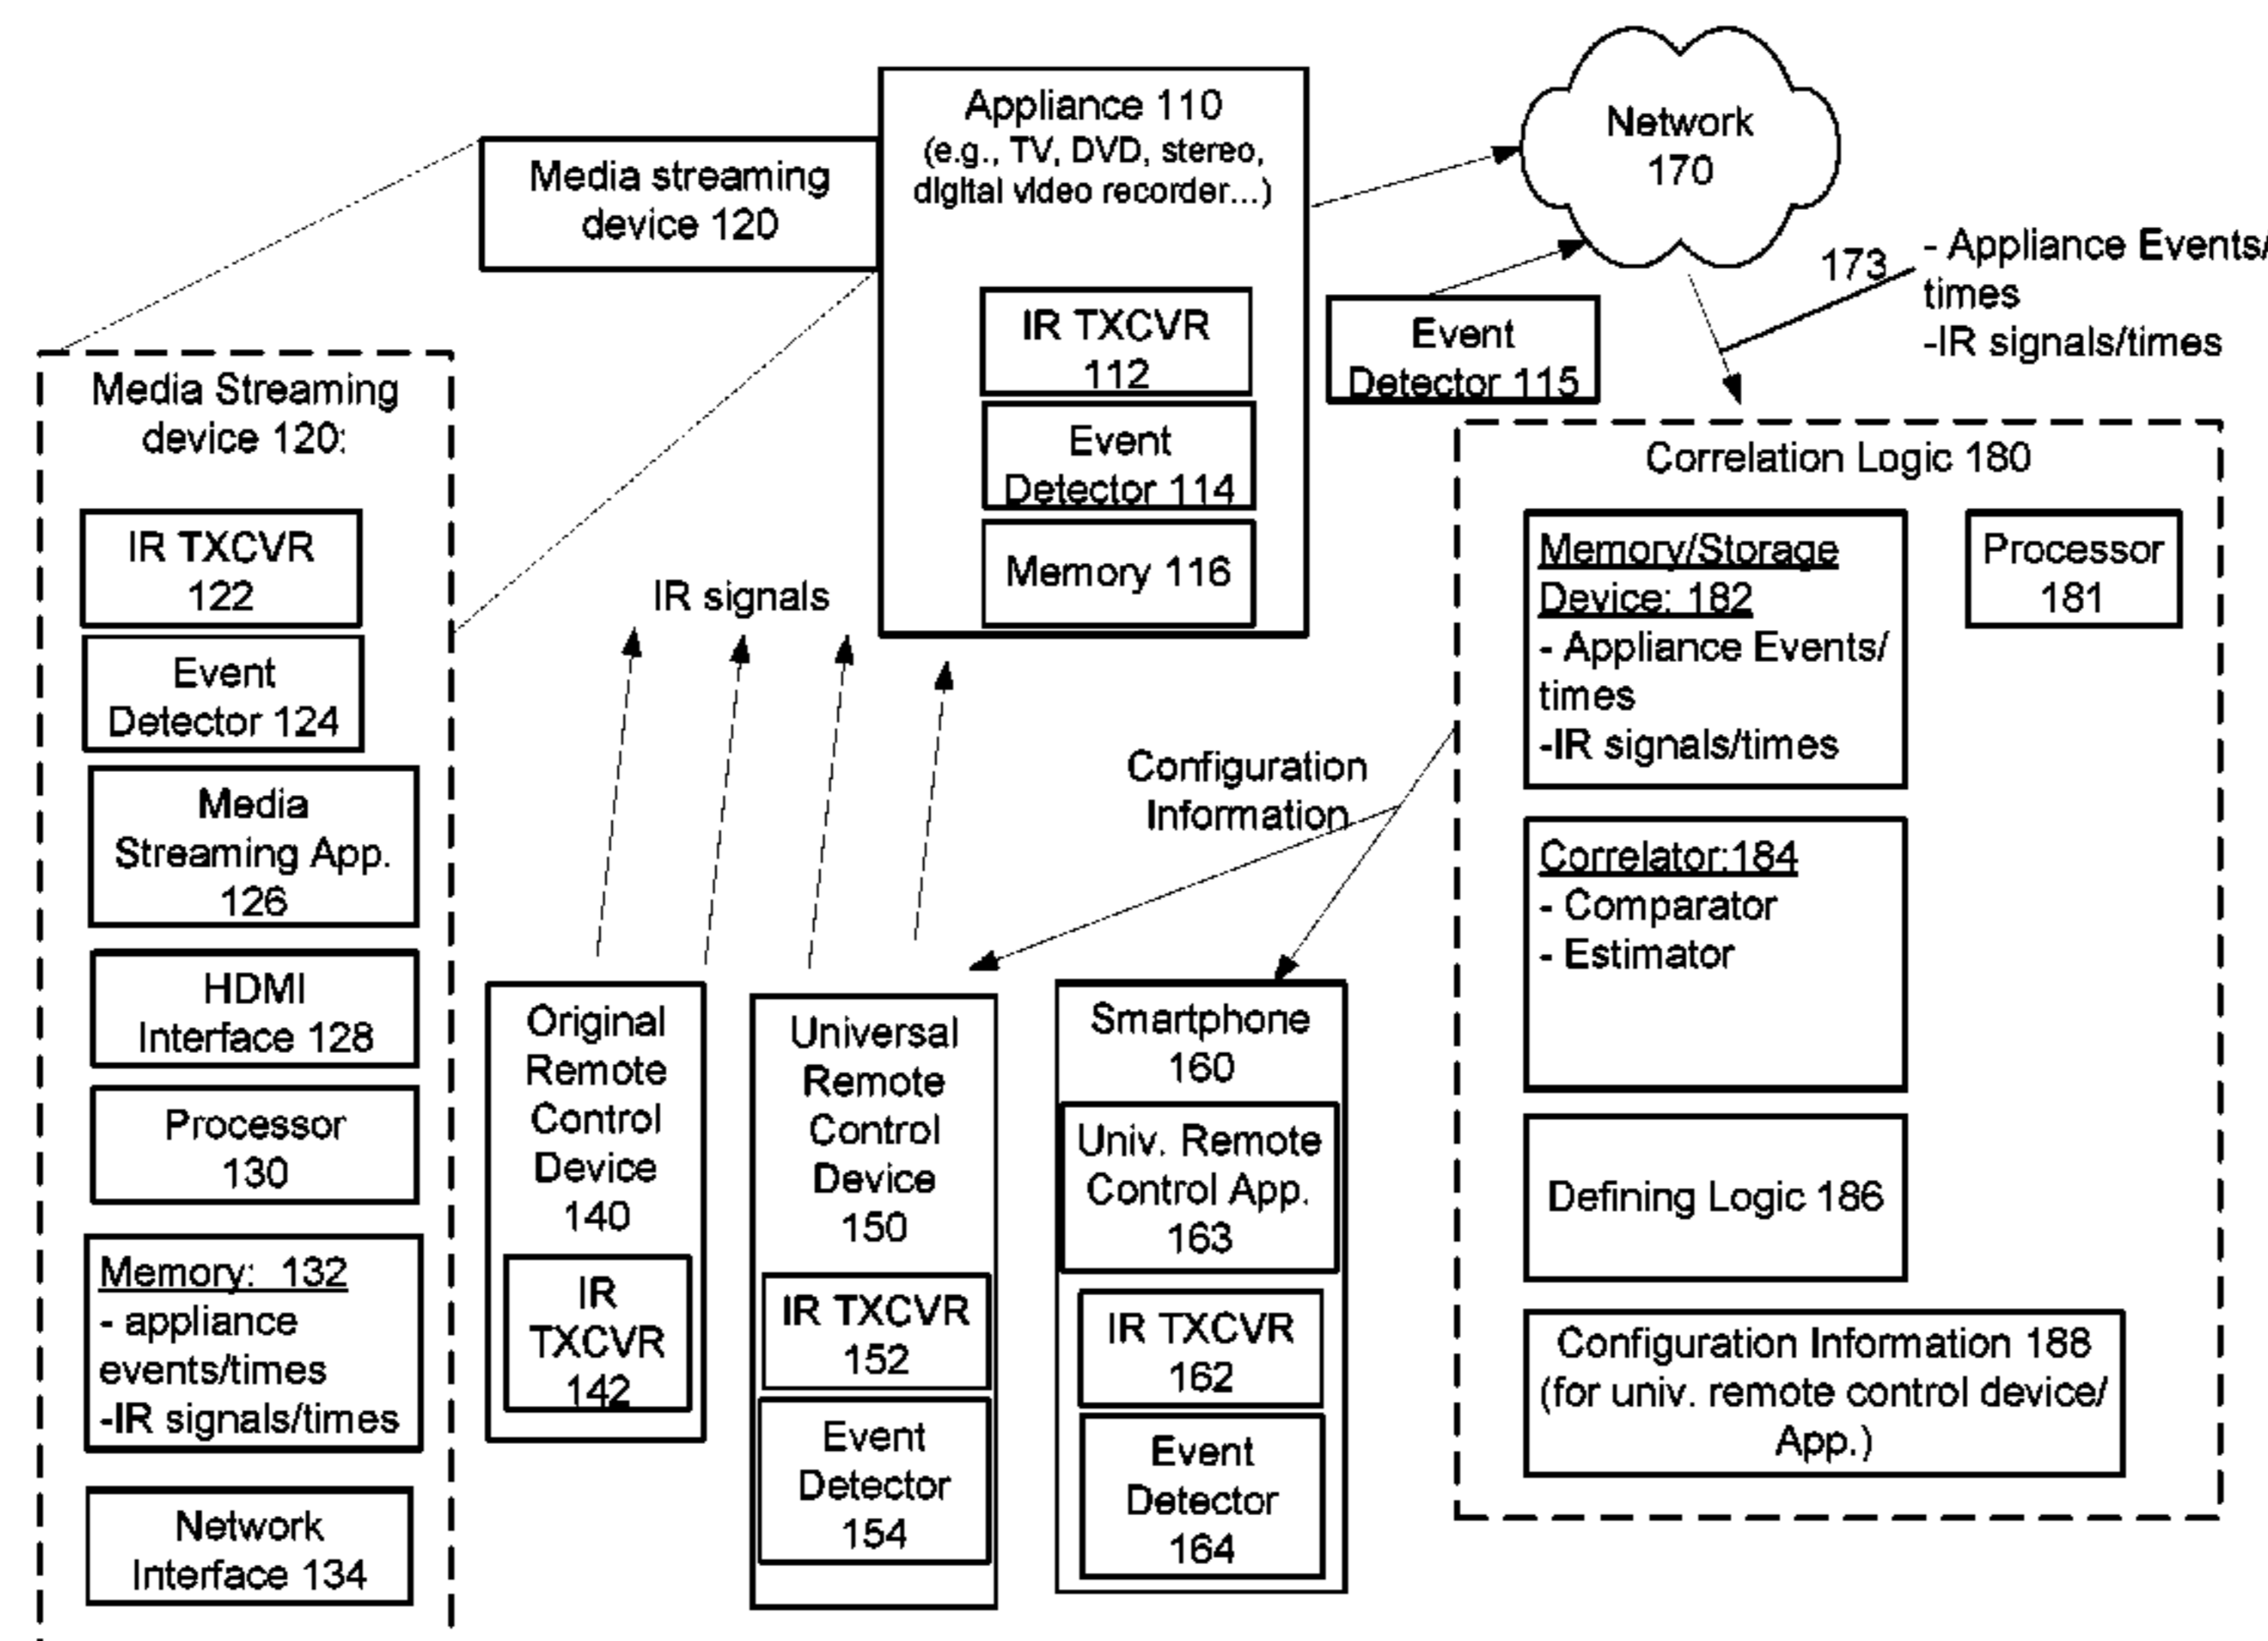 Appliance 110
(e.g., TV, DVD, stereo,
digital video recorder...)
Media streaming
device 120
Network
170
173
- Appliance Events/
times
-IR signals/times
IR TXCVR
112
Event
Detector 114
Memory 116
Event
Detector 115
Media Streaming
device 120:
IR TXCVR
122
Event
Detector 124
Media
Streaming App.
126
HDMI
Interface 128
Processor
130
Memory: 132
- appliance
events/times
-IR signals/times
Network
Interface 134
IR signals
Configuration
Information
Original
Remote
Control
Device
140
IR
TXCVR
142
Universal
Remote
Control
Device
150
IR TXCVR
152
Event
Detector
154
Smartphone
160
Univ. Remote
Control App.
163
IR TXCVR
162
Event
Detector
164
Correlation Logic 180
Memory/Storage
Device: 182
- Appliance Events/
times
-IR signals/times
Processor
181
Correlator:184
- Comparator
- Estimator
Defining Logic 186
Configuration Information 188
(for univ. remote control device/
App.)